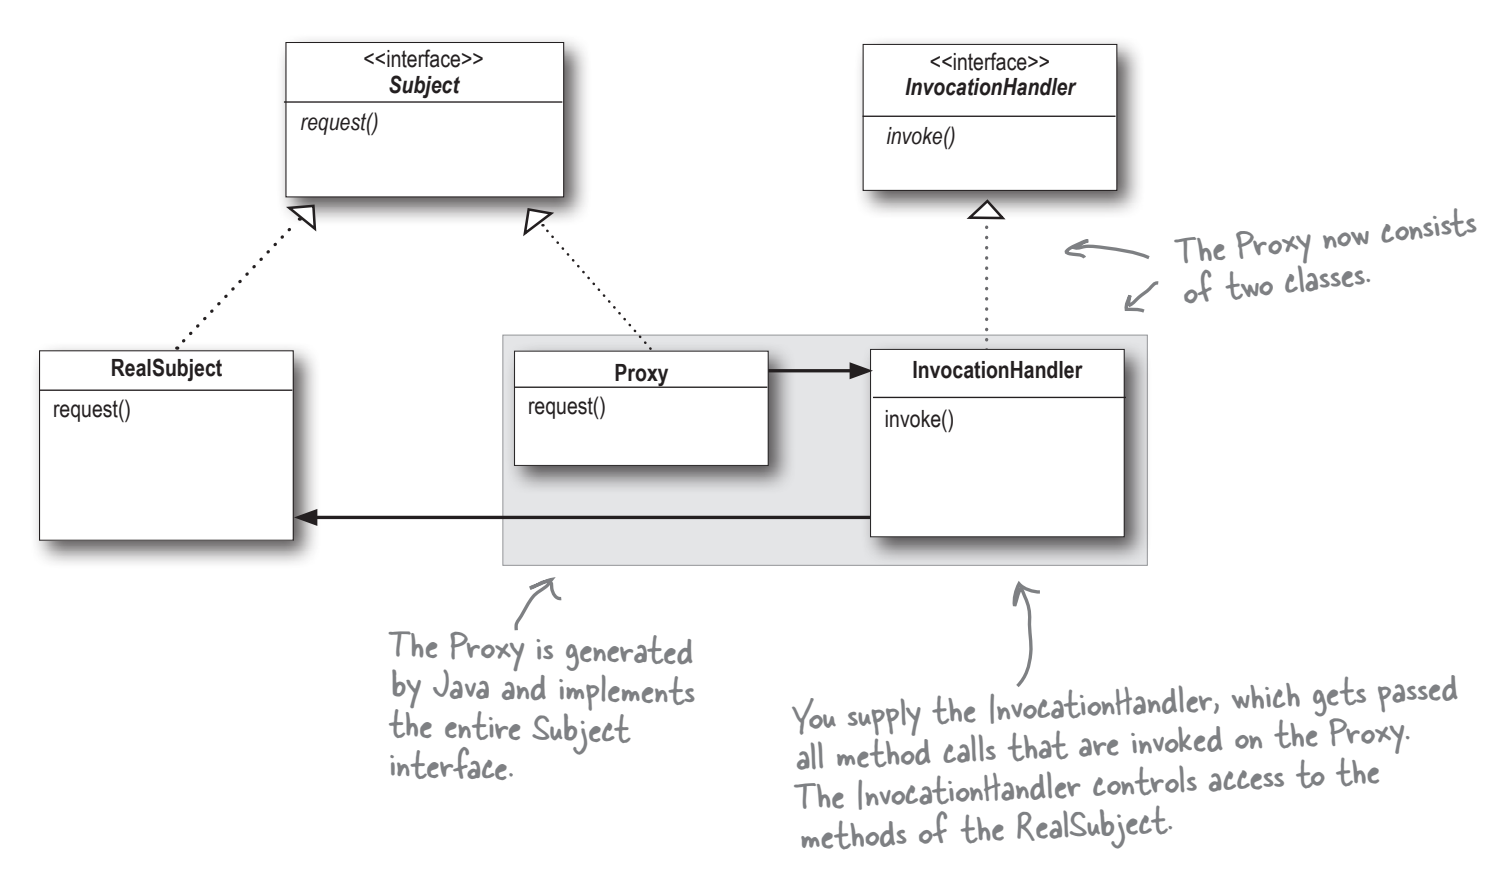 <<interface>>
Subject
request()
<<interface>>
InvocationHandler
invoke()
The Proxy now consists
of two classes.
RealSubject
request()
Proxy
request()
InvocationHandler
invoke()
The Proxy is generated
by Java and implements
the entire Subject
interface.
You supply the InvocationHandler, which gets passed
all method calls that are invoked on the Proxy.
The InvocationHandler controls access to the
methods of the RealSubject.